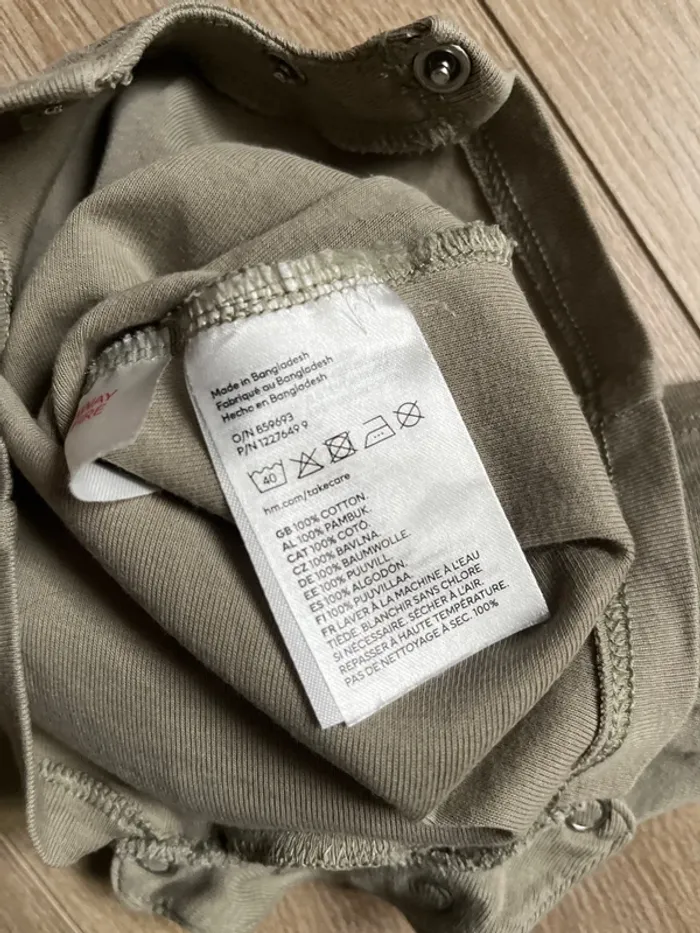 Made in Bangladesh
Fabriqué au Bangladesh
Hecho en Bangladesh
O/N 859693
P/N 1227649 9
40
hm.com/takecare
GB 100% COTTON.
AL 100% PAMBUK.
CAT 100% COTÓ.
CZ 100% BAVLNA.
DE 100% BAUMWOLLE.
EE 100% PUUVILL.
ES 100% ALGODÓN.
FI 100% PUUVILLAA.
FR LAVER À LA MACHINE À L'EAU
TIÈDE. BLANCHIR SANS CHLORE
SI NÉCESSAIRE. SÉCHER À L'AIR.
REPASSER À HAUTE TEMPÉRATURE.
PAS DE NETTOYAGE À SEC. 100%